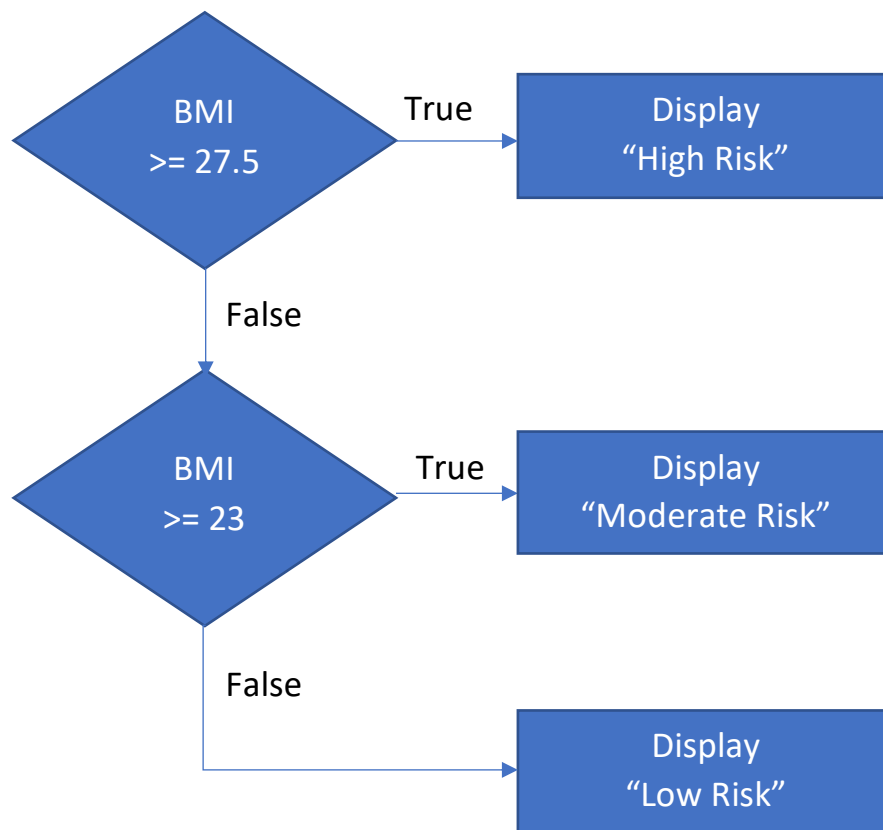 BMI
>= 27.5
True
Display
“High Risk”
False
BMI
>= 23
True
Display
“Moderate Risk”
False
Display
“Low Risk”